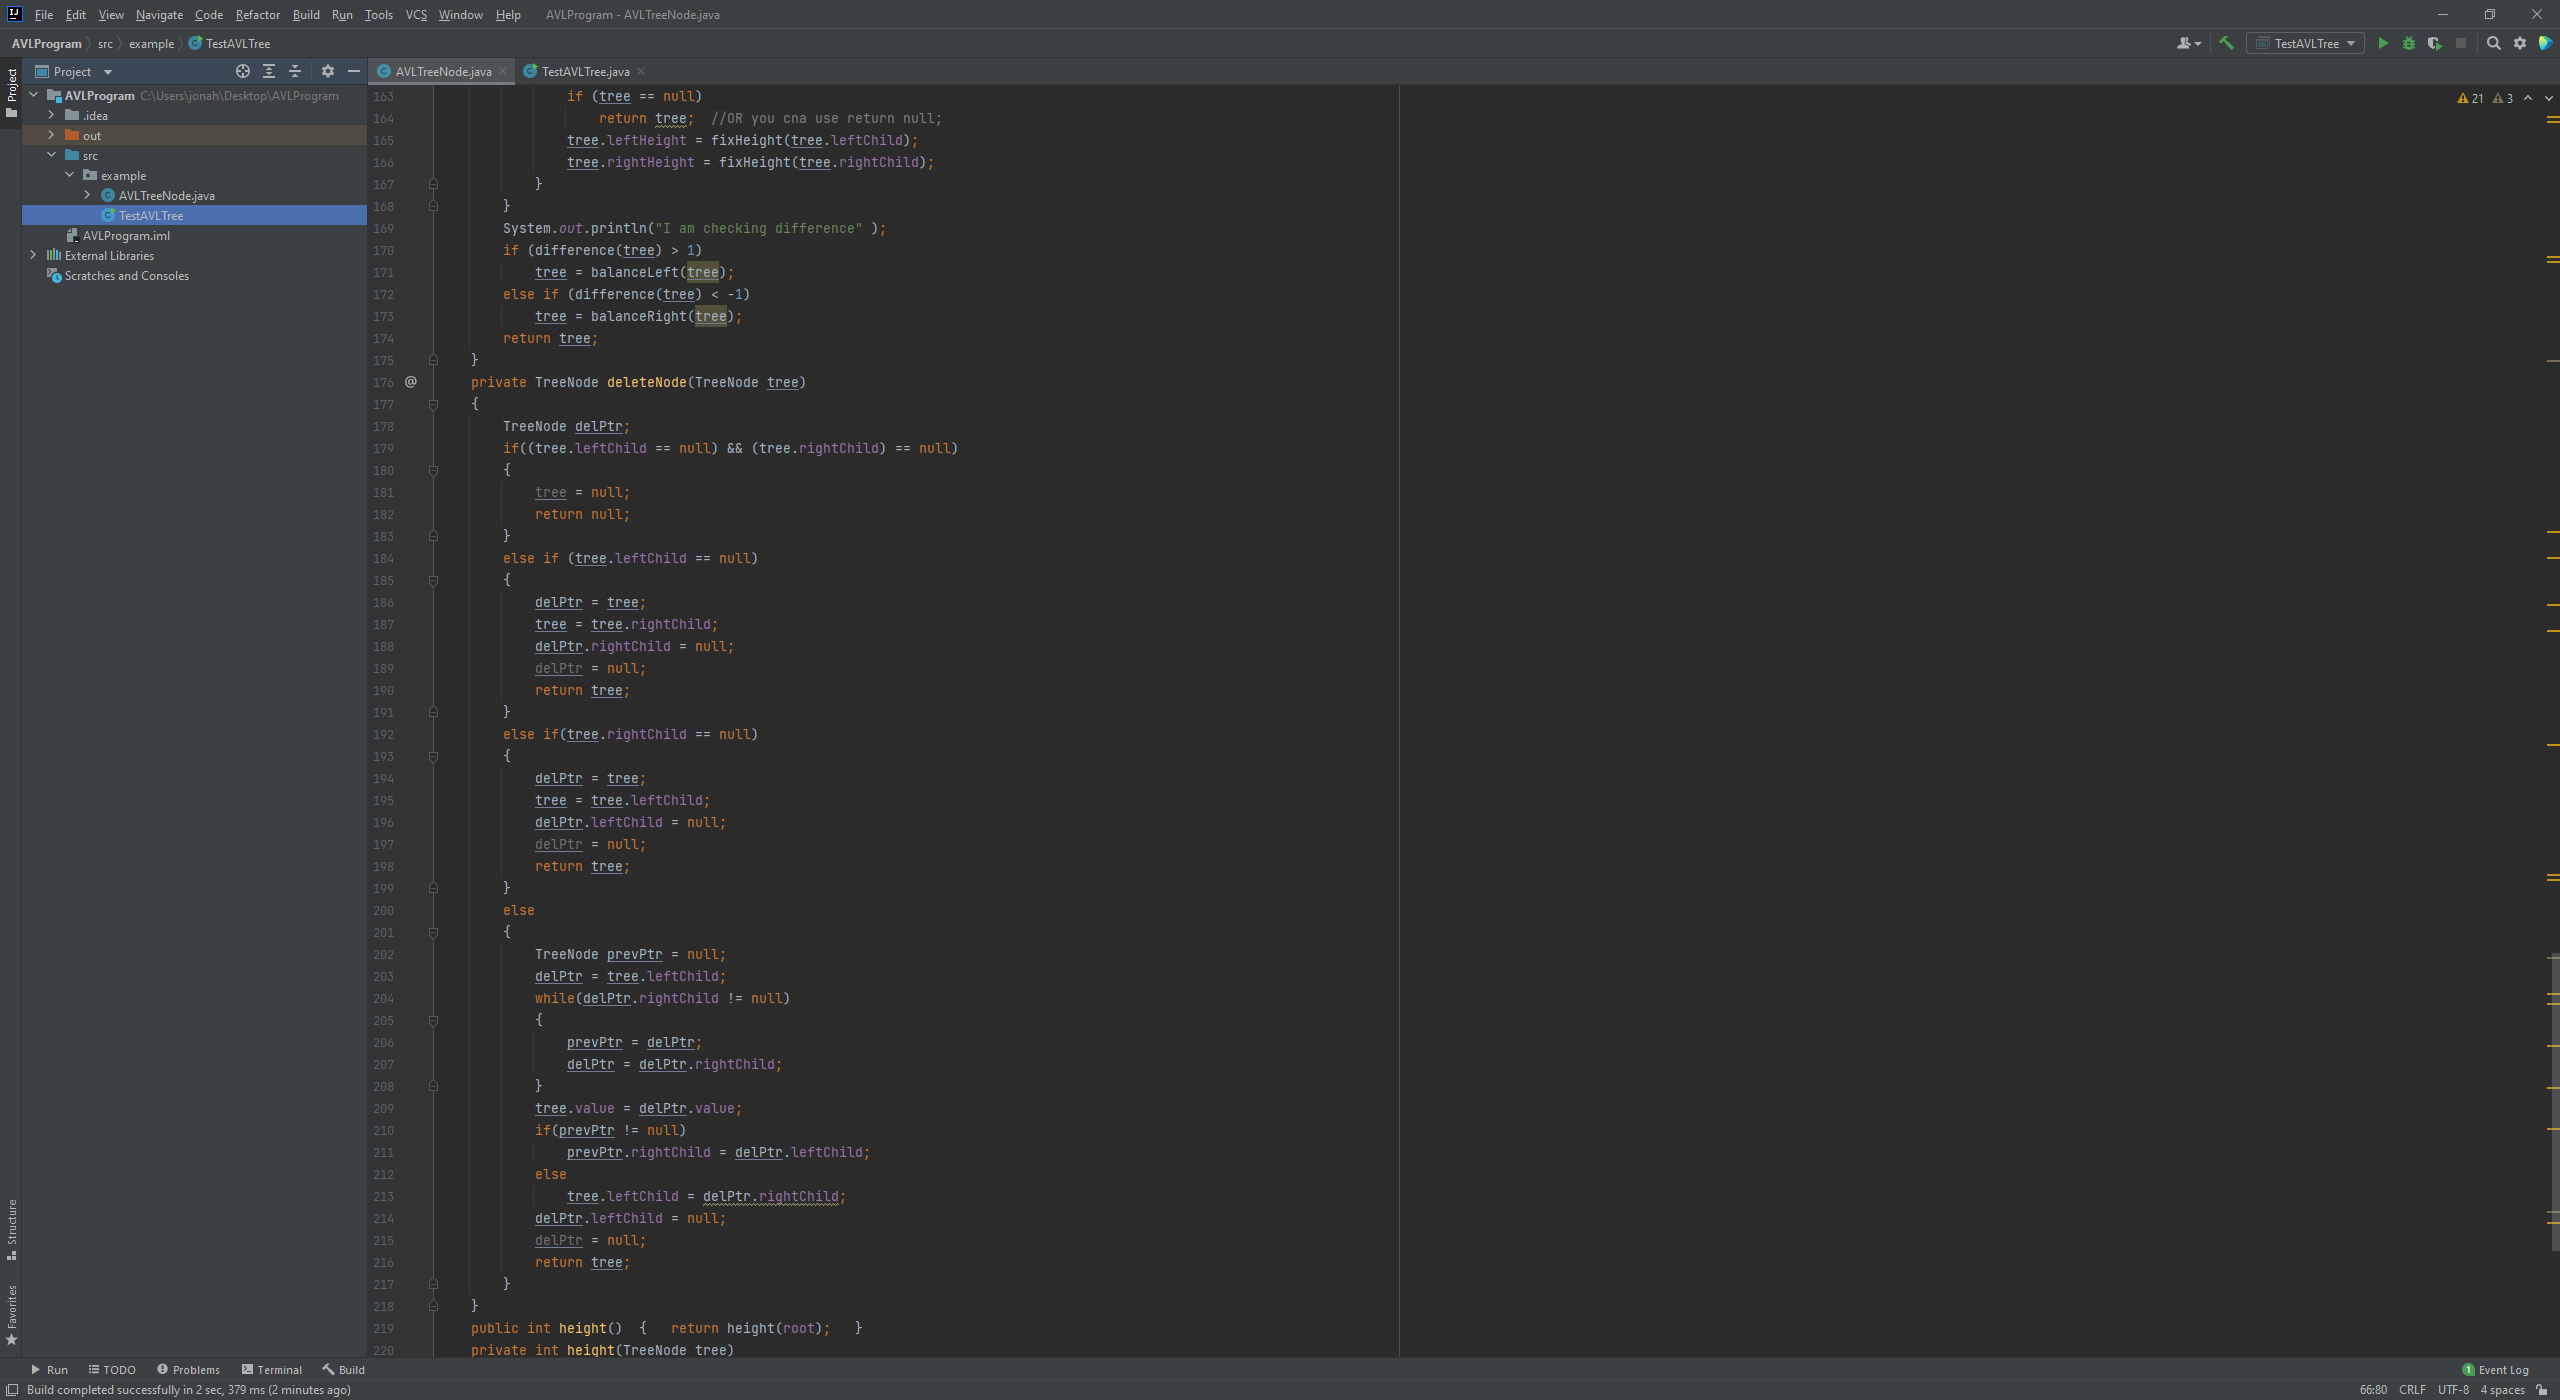 File Edit View Navigate Code Refactor Build Run Tools VCS Window Help AVLProgram - AVLTreeNode.java
AVLProgram src example TestAVLTree
TestAVLTree
Project
AVLTreeNode.java TestAVLTree.java
Project
AVLProgram C:\Users\jonah\Desktop\AVLProgram
.idea
out
src
example
AVLTreeNode.java
TestAVLTree
AVLProgram.iml
External Libraries
Scratches and Consoles
21 3
163 if (tree == null)
164 return tree; //OR you cna use return null;
165 tree.leftHeight = fixHeight(tree.leftChild);
166 tree.rightHeight = fixHeight(tree.rightChild);
167 }
168 }
169 System.out.println("I am checking difference" );
170 if (difference(tree) > 1)
171 tree = balanceLeft(tree);
172 else if (difference(tree) < -1)
173 tree = balanceRight(tree);
174 return tree;
175 }
176 @ private TreeNode deleteNode(TreeNode tree)
177 {
178 TreeNode delPtr;
179 if((tree.leftChild == null) && (tree.rightChild) == null)
180 {
181 tree = null;
182 return null;
183 }
184 else if (tree.leftChild == null)
185 {
186 delPtr = tree;
187 tree = tree.rightChild;
188 delPtr.rightChild = null;
189 delPtr = null;
190 return tree;
191 }
192 else if(tree.rightChild == null)
193 {
194 delPtr = tree;
195 tree = tree.leftChild;
196 delPtr.leftChild = null;
197 delPtr = null;
198 return tree;
199 }
200 else
201 {
202 TreeNode prevPtr = null;
203 delPtr = tree.leftChild;
204 while(delPtr.rightChild != null)
205 {
206 prevPtr = delPtr;
207 delPtr = delPtr.rightChild;
208 }
209 tree.value = delPtr.value;
210 if(prevPtr != null)
211 prevPtr.rightChild = delPtr.leftChild;
212 else
213 tree.leftChild = delPtr.rightChild;
214 delPtr.leftChild = null;
215 delPtr = null;
216 return tree;
217 }
218 }
219 public int height() { return height(root); }
220 private int height(TreeNode tree)
Structure
Favorites
Run TODO Problems Terminal Build
1 Event Log
Build completed successfully in 2 sec, 379 ms (2 minutes ago)
66:80 CRLF UTF-8 4 spaces